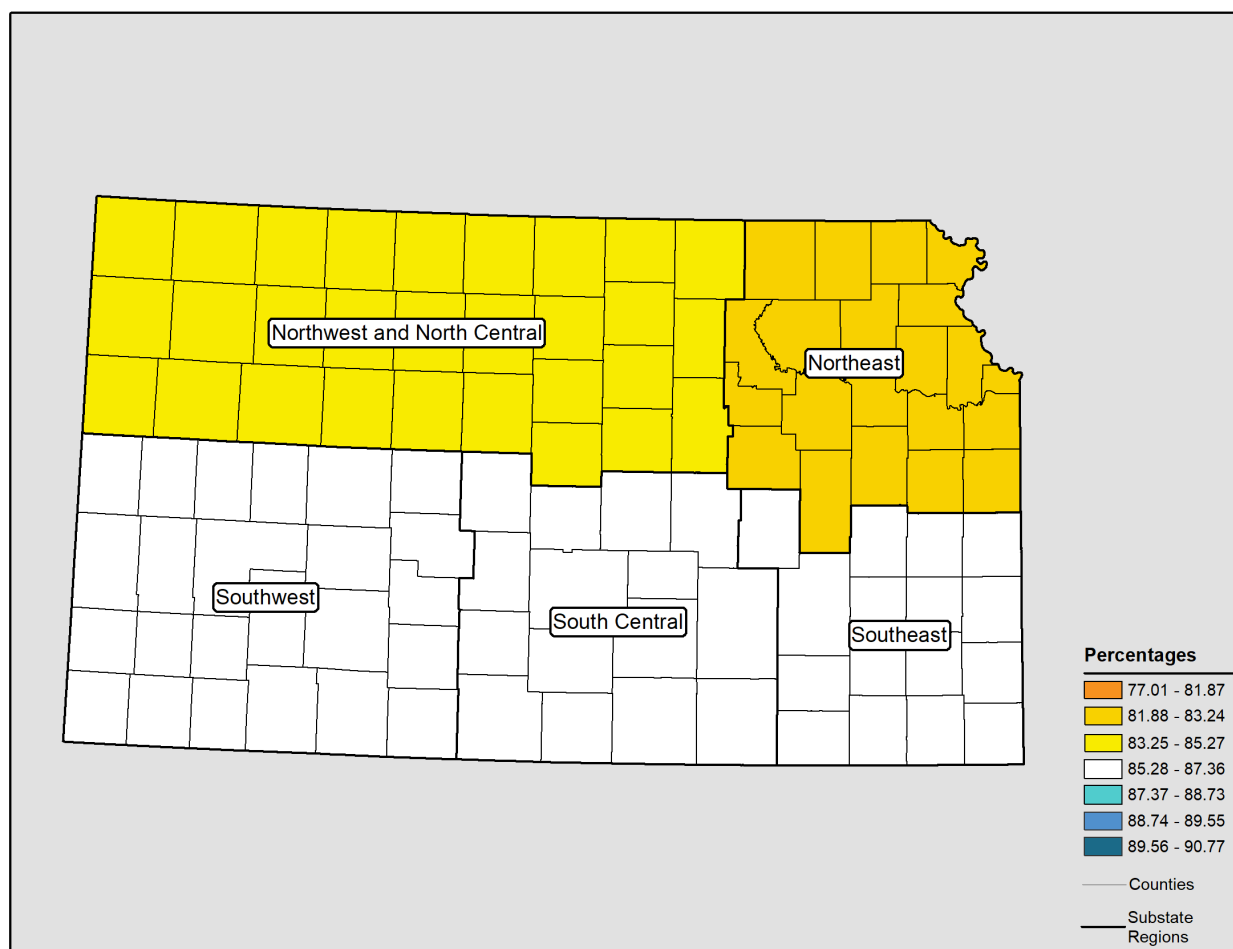 Northwest and North Central
Northeast
Southwest
South Central
Southeast
Percentages
77.01 - 81.87
81.88 - 83.24
83.25 - 85.27
85.28 - 87.36
87.37 - 88.73
88.74 - 89.55
89.56 - 90.77
Counties
Substate
Regions